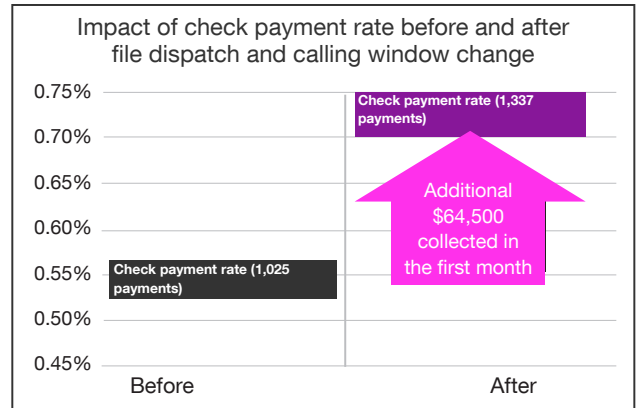 Impact of check payment rate before and after
file dispatch and calling window change
0.75%
Check payment rate (1,337
payments)
0.70%
0.65%
Additional
$64,500
collected in
the first month
0.60%
0.55%
Check payment rate (1,025
payments)
0.50%
0.45%
Before
After